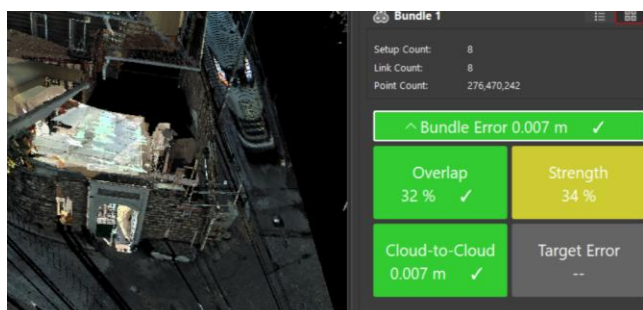 Bundle 1
Setup Count: 8
Link Count: 8
Point Count: 276,470,242
Bundle Error 0.007 m ✓
Overlap
32 % ✓
Strength
34 %
Cloud-to-Cloud
0.007 m ✓
Target Error
--